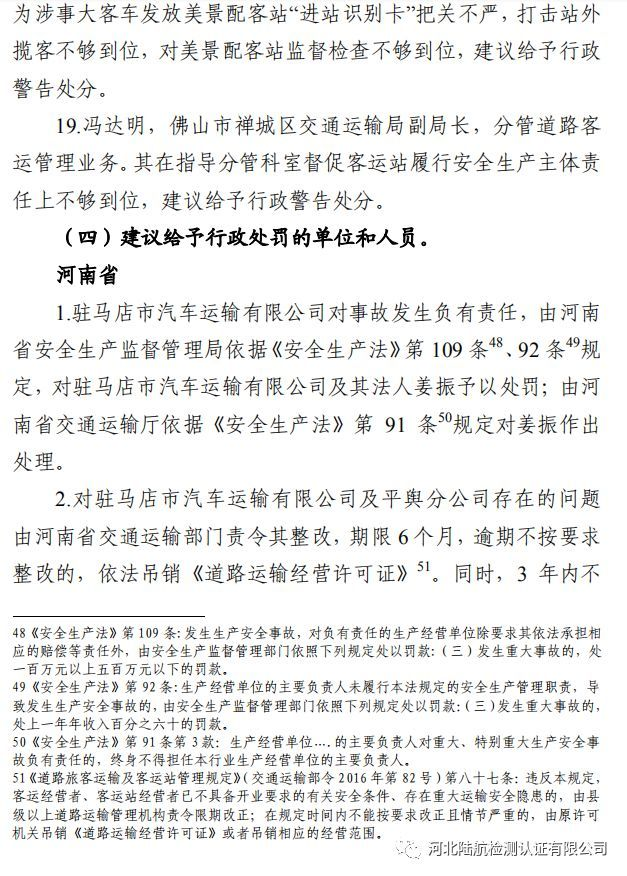 为涉事大客车发放美景配客站“进站识别卡”把关不严，打击站外
揽客不够到位，对美景配客站监督检查不够到位，建议给予行政
警告处分。
19.冯达明，佛山市禅城区交通运输局副局长，分管道路客
运管理业务。其在指导分管科室督促客运站履行安全生产主体责
任上不够到位，建议给予行政警告处分。
（四）建议给予行政处罚的单位和人员。
河南省
1.驻马店市汽车运输有限公司对事故发生负有责任，由河南
省安全生产监督管理局依据《安全生产法》第 109 条48、92 条49规
定，对驻马店市汽车运输有限公司及其法人姜振予以处罚；由河
南省交通运输厅依据《安全生产法》第 91 条50规定对姜振作出
处理。
2.对驻马店市汽车运输有限公司及平舆分公司存在的问题
由河南省交通运输部门责令其整改，期限 6 个月，逾期不按要求
整改的，依法吊销《道路运输经营许可证》51。同时，3 年内不
48《安全生产法》第 109 条：发生生产安全事故，对负有责任的生产经营单位除要求其依法承担相
应的赔偿等责任外，由安全生产监督管理部门依照下列规定处以罚款：（三）发生重大事故的，处
一百万元以上五百万元以下的罚款。
49《安全生产法》第 92 条：生产经营单位的主要负责人未履行本法规定的安全生产管理职责，导
致发生生产安全事故的，由安全生产监督管理部门依照下列规定处以罚款：（三）发生重大事故的，
处上一年年收入百分之六十的罚款。
50《安全生产法》第 91 条第 3 款： 生产经营单位....的主要负责人对重大、特别重大生产安全事
故负有责任的，终身不得担任本行业生产经营单位的主要负责人。
51《道路旅客运输及客运站管理规定》（交通运输部令 2016 年第 82 号）第八十七条：违反本规定，
客运经营者、客运站经营者已不具备开业要求的有关安全条件、存在重大运输安全隐患的，由县
级以上道路运输管理机构责令限期改正；在规定时间内不能按要求改正且情节严重的，由原许可
机关吊销《道路运输经营许可证》或者吊销相应的经营范围。
河北陆航检测认证有限公司